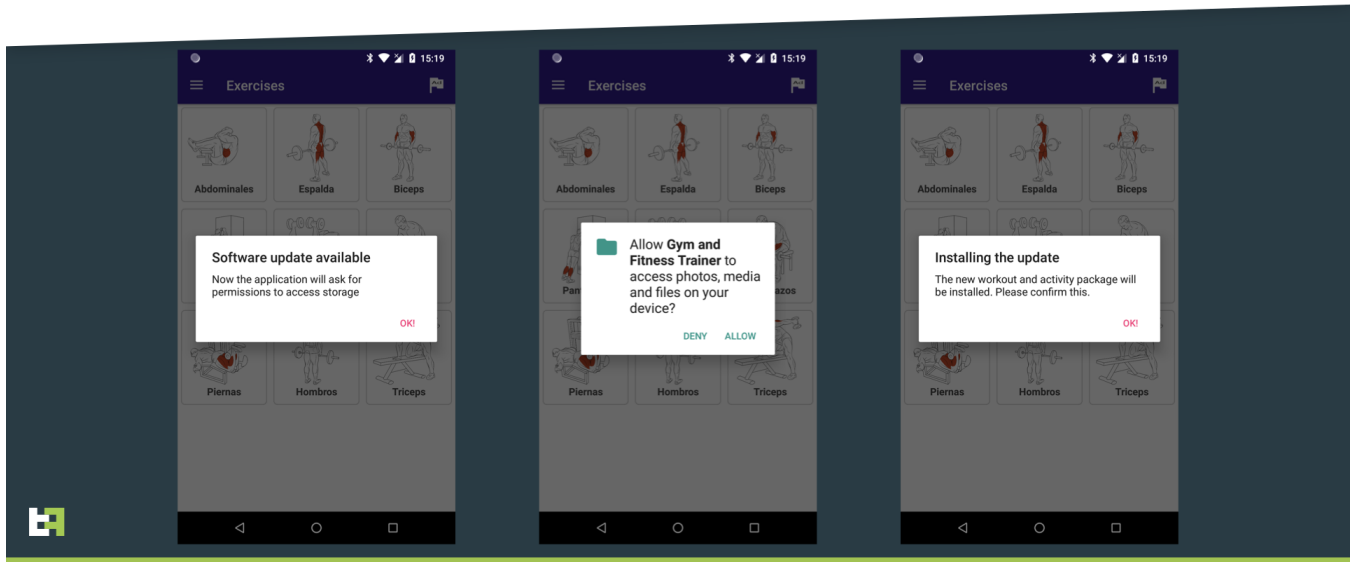 15:19
Exercises
Abdominales
Espalda
Biceps
Software update available
Now the application will ask for
permissions to access storage
OK!
Piernas
Hombros
Triceps
15:19
Exercises
Abdominales
Espalda
Biceps
Allow Gym and
Fitness Trainer to
access photos, media
and files on your
device?
Pan
azos
DENY ALLOW
Piernas
Hombros
Triceps
15:19
Exercises
Abdominales
Espalda
Biceps
Installing the update
The new workout and activity package will
be installed. Please confirm this.
OK!
Piernas
Hombros
Triceps